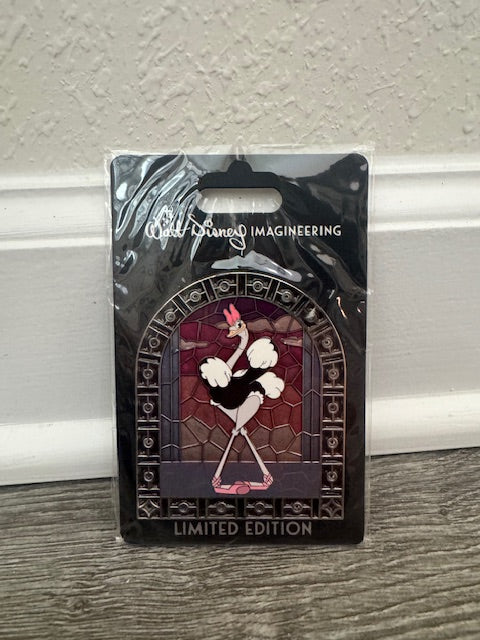 Walt Disney IMAGINEERING
LIMITED EDITION